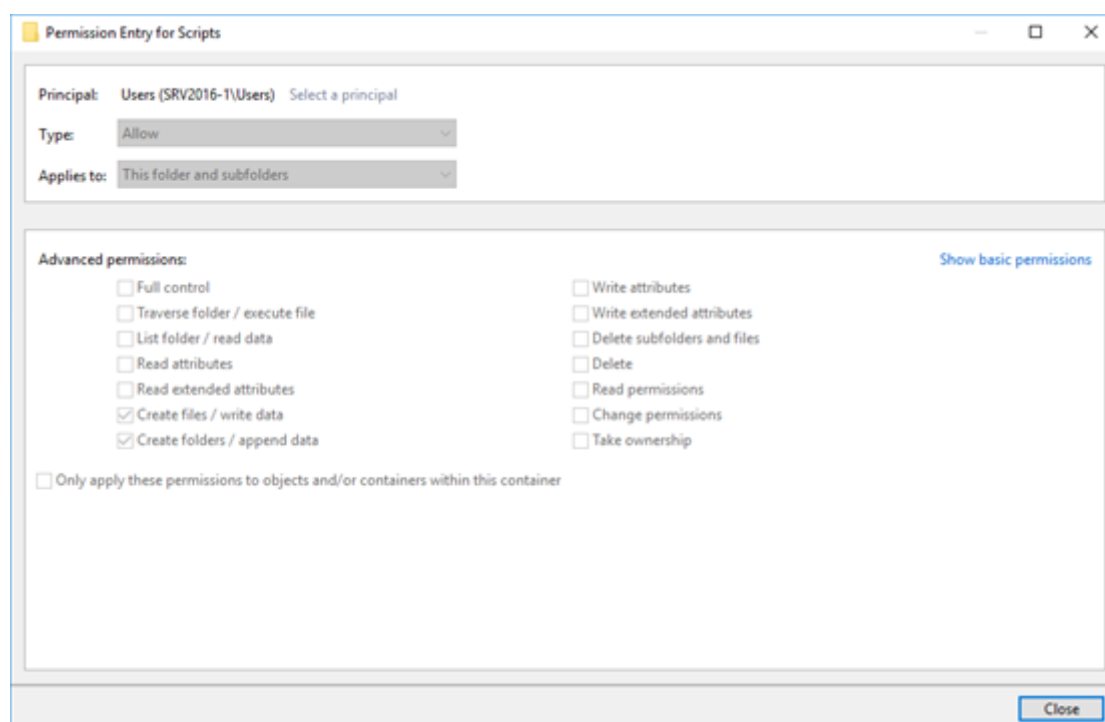 Permission Entry for Scripts
Principal: Users (SRV2016-1\Users) Select a principal
Type: Allow
Applies to: This folder and subfolders
Advanced permissions: Show basic permissions
Full control Write attributes
Traverse folder / execute file Write extended attributes
List folder / read data Delete subfolders and files
Read attributes Delete
Read extended attributes Read permissions
Create files / write data Change permissions
Create folders / append data Take ownership
Only apply these permissions to objects and/or containers within this container
Close